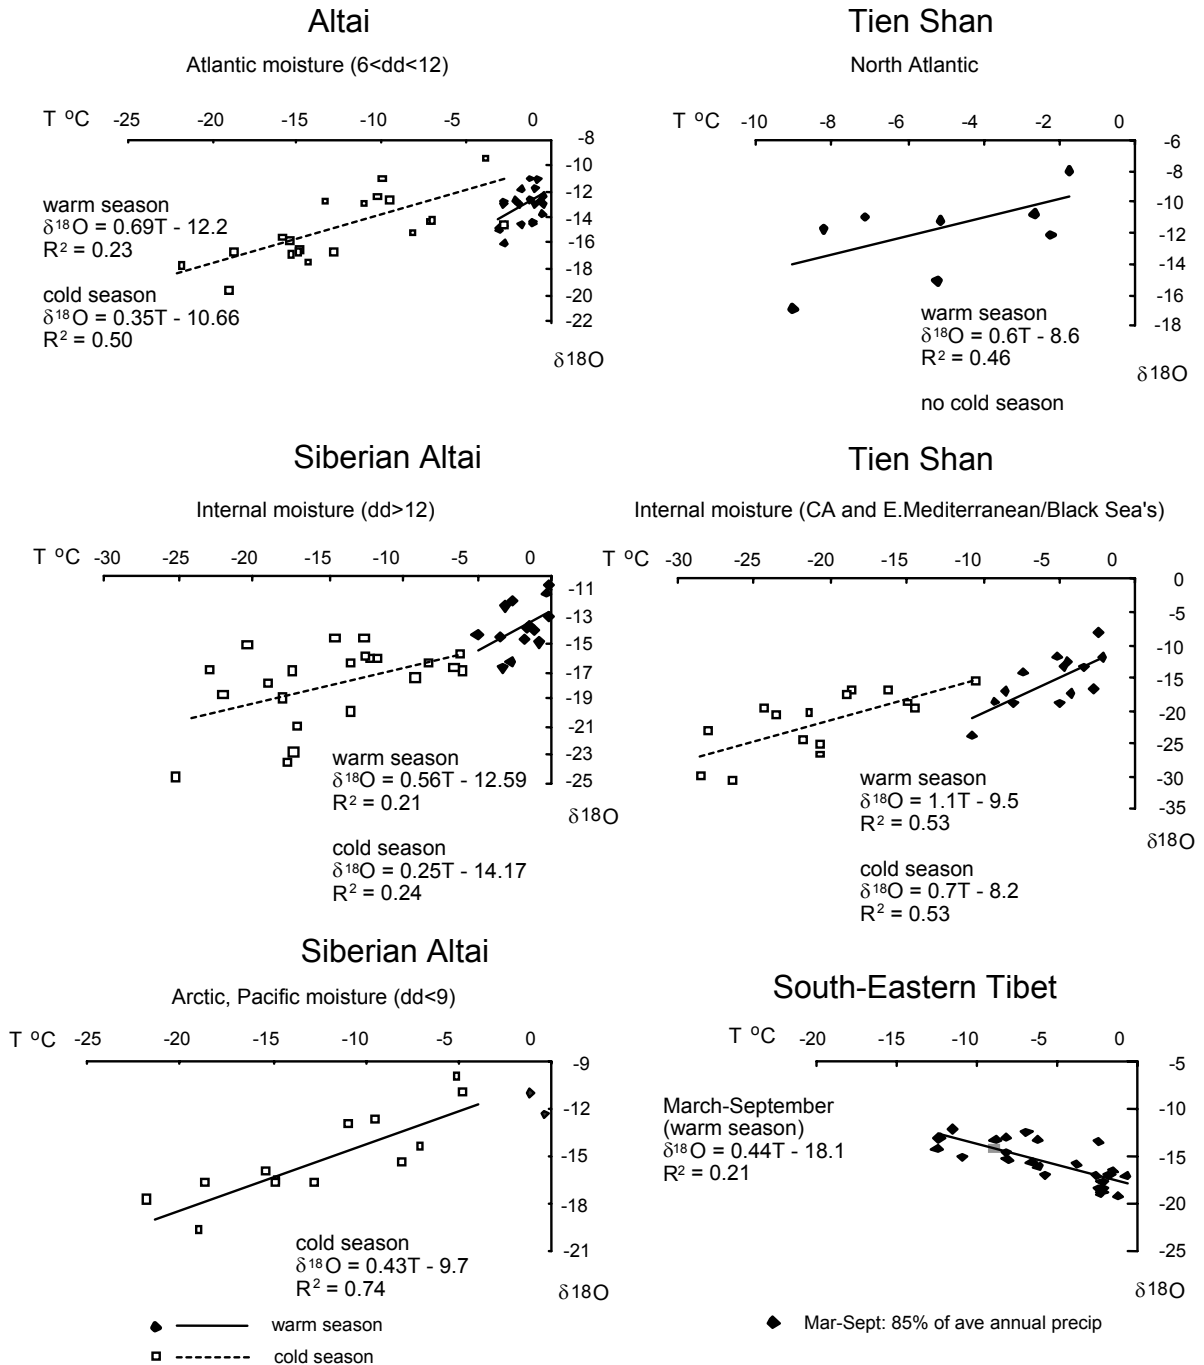 Altai
Atlantic moisture (6<dd<12)
T °C -25 -20 -15 -10 -5 0
-8
-10
-12
-14
-16
-18
-20
-22
δ18O
warm season
δ18O = 0.69T - 12.2
R2 = 0.23
cold season
δ18O = 0.35T - 10.66
R2 = 0.50
Tien Shan
North Atlantic
T °C -10 -8 -6 -4 -2 0
-6
-8
-10
-12
-14
-16
-18
δ18O
warm season
δ18O = 0.6T - 8.6
R2 = 0.46
no cold season
Siberian Altai
Internal moisture (dd>12)
T °C -30 -25 -20 -15 -10 -5 0
-11
-13
-15
-17
-19
-21
-23
-25
δ18O
warm season
δ18O = 0.56T - 12.59
R2 = 0.21
cold season
δ18O = 0.25T - 14.17
R2 = 0.24
Tien Shan
Internal moisture (CA and E.Mediterranean/Black Sea's)
T °C -30 -25 -20 -15 -10 -5 0
0
-5
-10
-15
-20
-25
-30
-35
δ18O
warm season
δ18O = 1.1T - 9.5
R2 = 0.53
cold season
δ18O = 0.7T - 8.2
R2 = 0.53
Siberian Altai
Arctic, Pacific moisture (dd<9)
T °C -25 -20 -15 -10 -5 0
-9
-12
-15
-18
-21
δ18O
cold season
δ18O = 0.43T - 9.7
R2 = 0.74
warm season
cold season
South-Eastern Tibet
T °C -20 -10 -5 0
-5
-10
-15
-20
-25
δ18O
March-September
(warm season)
δ18O = 0.44T - 18.1
R2 = 0.21
Mar-Sept: 85% of ave annual precip